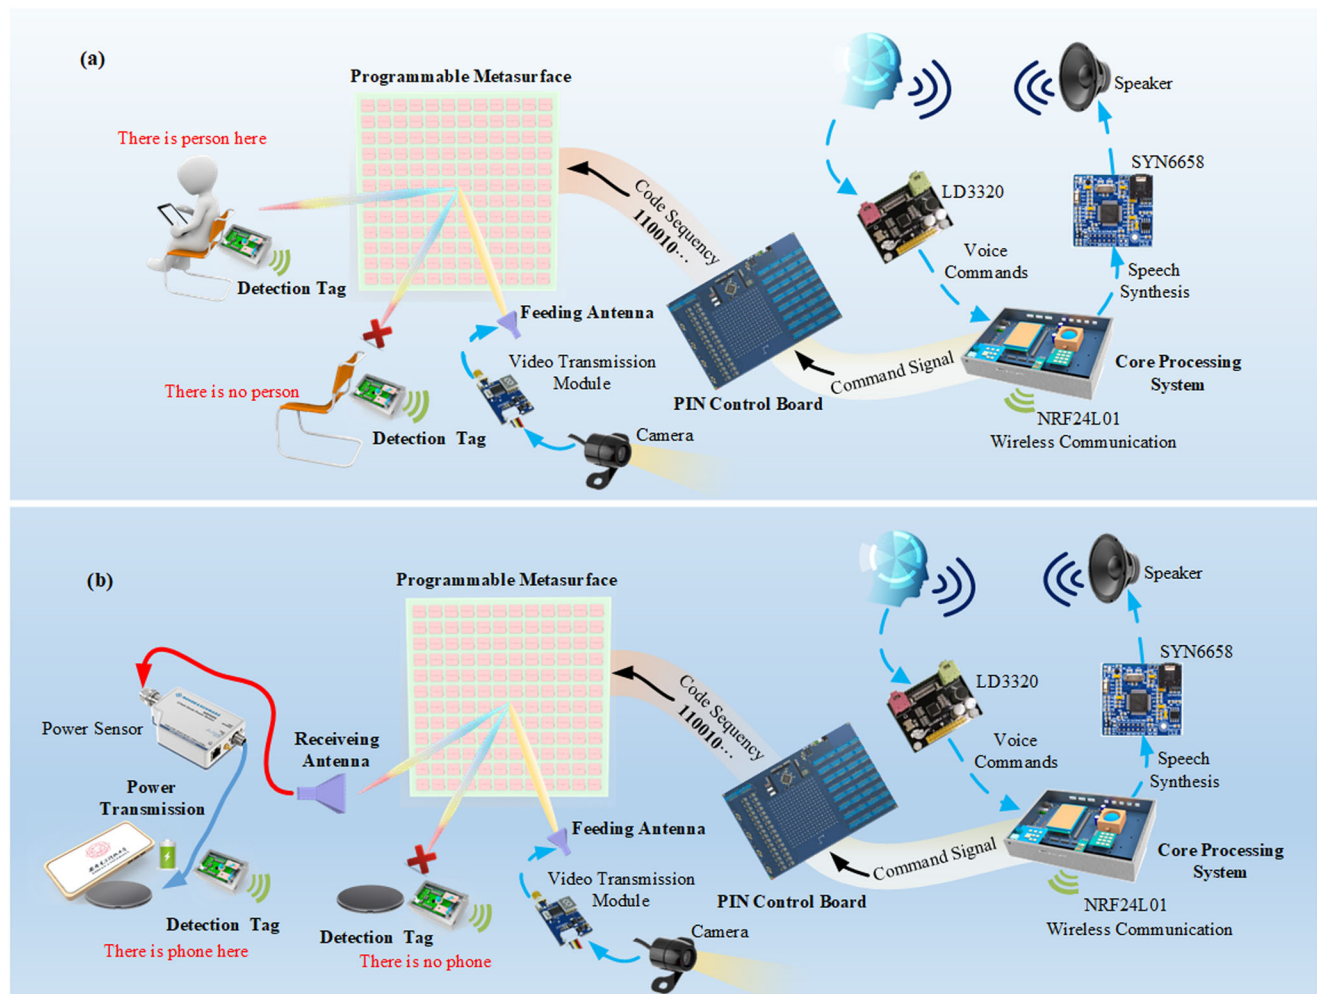 (a)
Programmable Metasurface
There is person here
Detection Tag
There is no person
Detection Tag
Feeding Antenna
Video Transmission
Module
Camera
Code Sequency
110010···
PIN Control Board
Command Signal
LD3320
Voice
Commands
Speaker
SYN6658
Speech
Synthesis
Core Processing
System
NRF24L01
Wireless Communication
(b)
Programmable Metasurface
Power Sensor
Receiveing
Antenna
Power
Transmission
Detection Tag
There is phone here
Detection Tag
There is no phone
Feeding Antenna
Video Transmission
Module
Camera
Code Sequency
110010···
PIN Control Board
Command Signal
LD3320
Voice
Commands
Speaker
SYN6658
Speech
Synthesis
Core Processing
System
NRF24L01
Wireless Communication